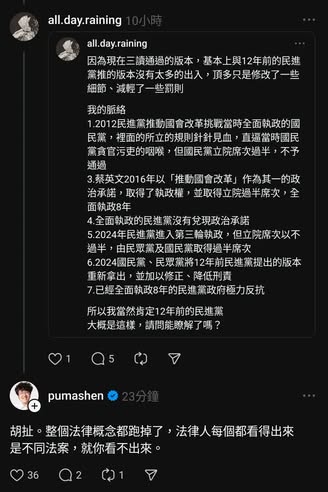 all.day.raining 10小時
all.day.raining
因為現在三讀通過的版本，基本上與12年前的民進
黨推的版本沒有太多的出入，頂多只是修改了一些
細節、減輕了一些罰則
我的脈絡
1.2012民進黨推動國會改革挑戰當時全面執政的國
民黨，裡面的所立的規則針針見血，直逼當時國民
黨貪官污吏的咽喉，但國民黨立院席次過半，不予
通過
3.蔡英文2016年以「推動國會改革」作為其一的政
治承諾，取得了執政權，並取得立院過半席次，全
面執政8年
4.全面執政的民進黨沒有兌現政治承諾
5.2024年民進黨進入第三輪執政，但立院席次以不
過半，由民眾黨及國民黨取得過半席次
6.2024國民黨、民眾黨將12年前民進黨提出的版本
重新拿出，並加以修正、降低刑責
7.已經全面執政8年的民進黨政府極力反抗
所以我當然肯定12年前的民進黨
大概是這樣，請問能瞭解了嗎？
1 5
pumashen 23分鐘
胡扯。整個法律概念都跑掉了，法律人每個都看得出來
是不同法案，就你看不出來。
36 2 1